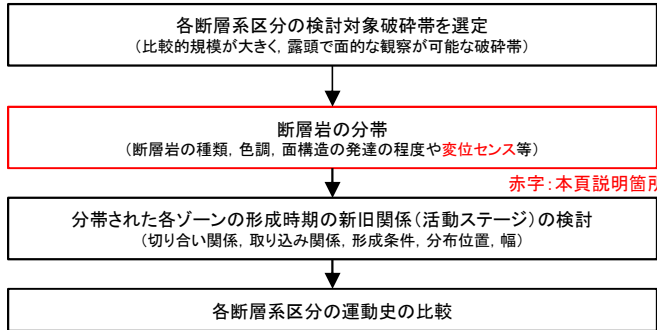 各断層系区分の検討対象破砕帯を選定
（比較的規模が大きく，露頭で面的な観察が可能な破砕帯）
断層岩の分帯
（断層岩の種類，色調，面構造の発達の程度や変位センス等）
赤字：本頁説明箇所
分帯された各ゾーンの形成時期の新旧関係（活動ステージ）の検討
（切り合い関係，取り込み関係，形成条件，分布位置，幅）
各断層系区分の運動史の比較